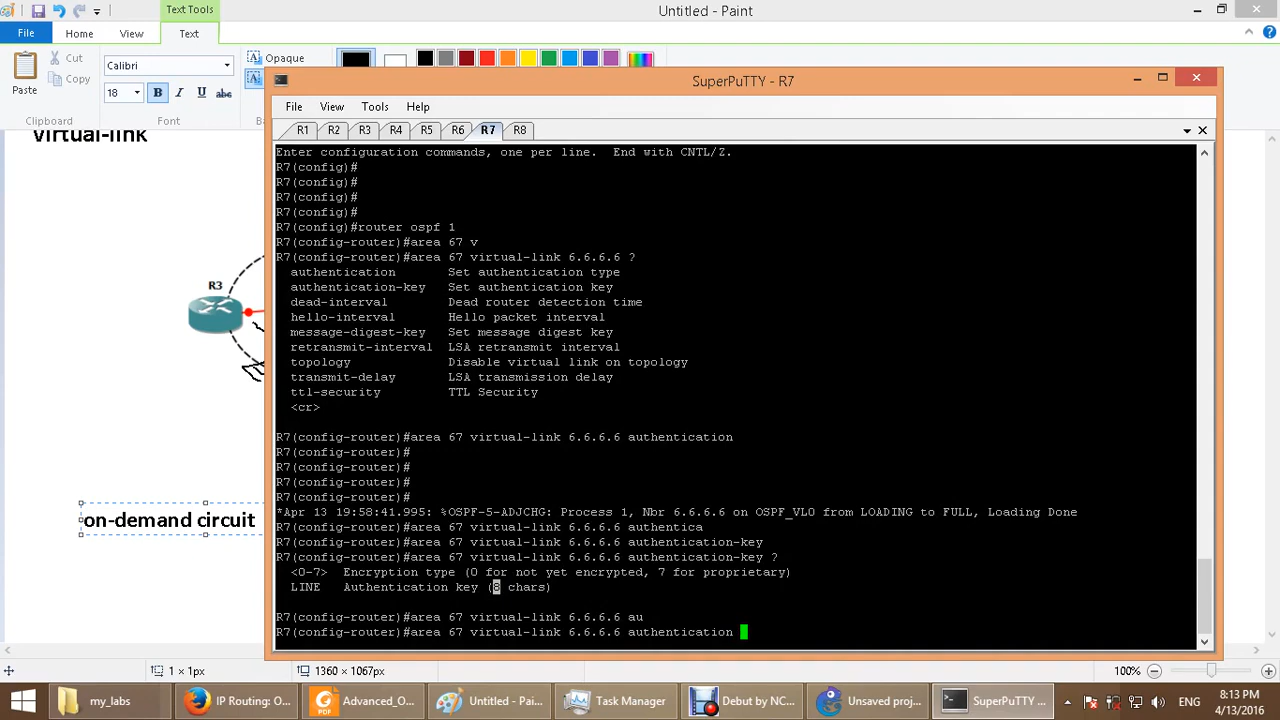 Text Tools
Untitled - Paint
File
Home
View
Text
Cut
Copy
Paste
Clipboard
Calibri
18
B
I
U
abc
Font
Opaque
Virtual-link
R3
on-demand circuit
SuperPuTTY - R7
File
View
Tools
Help
R1
R2
R3
R4
R5
R6
R7
R8
Enter configuration commands, one per line.  End with CNTL/Z.
R7(config)#
R7(config)#
R7(config)#
R7(config)#
R7(config)#router ospf 1
R7(config-router)#area 67 v
R7(config-router)#area 67 virtual-link 6.6.6.6 ?
authentication       Set authentication type
authentication-key   Set authentication key
dead-interval        Dead router detection time
hello-interval       Hello packet interval
message-digest-key   Set message digest key
retransmit-interval  LSA retransmit interval
topology             Disable virtual link on topology
transmit-delay       LSA transmission delay
ttl-security         TTL Security
<cr>
R7(config-router)#area 67 virtual-link 6.6.6.6 authentication
R7(config-router)#
R7(config-router)#
R7(config-router)#
R7(config-router)#
*Apr 13 19:58:41.995: %OSPF-5-ADJCHG: Process 1, Nbr 6.6.6.6 on OSPF_VL0 from LOADING to FULL, Loading Done
R7(config-router)#area 67 virtual-link 6.6.6.6 authentica
R7(config-router)#area 67 virtual-link 6.6.6.6 authentication-key
R7(config-router)#area 67 virtual-link 6.6.6.6 authentication-key ?
<0-7>  Encryption type (0 for not yet encrypted, 7 for proprietary)
LINE   Authentication key (8 chars)
R7(config-router)#area 67 virtual-link 6.6.6.6 au
R7(config-router)#area 67 virtual-link 6.6.6.6 authentication
1 × 1px
1360 × 1067px
100%
my_labs
IP Routing: O...
Advanced_O...
Untitled - Pai...
Task Manager
Debut by NC...
Unsaved proj...
SuperPuTTY ...
ENG
8:13 PM
4/13/2016